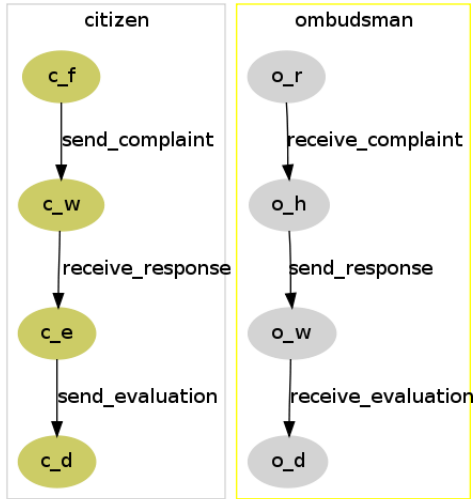 citizen
c_f
send_complaint
c_w
receive_response
c_e
send_evaluation
c_d
ombudsman
o_r
receive_complaint
o_h
send_response
o_w
receive_evaluation
o_d